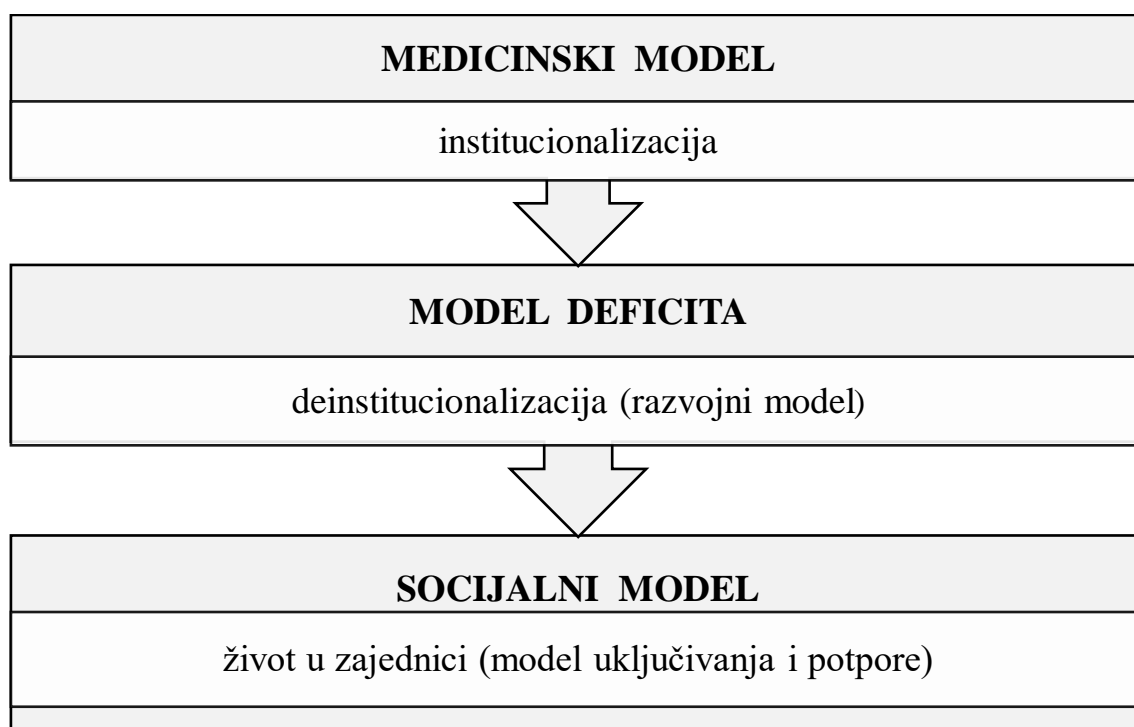 MEDICINSKI MODEL
institucionalizacija
MODEL DEFICITA
deinstitucionalizacija (razvojni model)
SOCIJALNI MODEL
život u zajednici (model uključivanja i potpore)